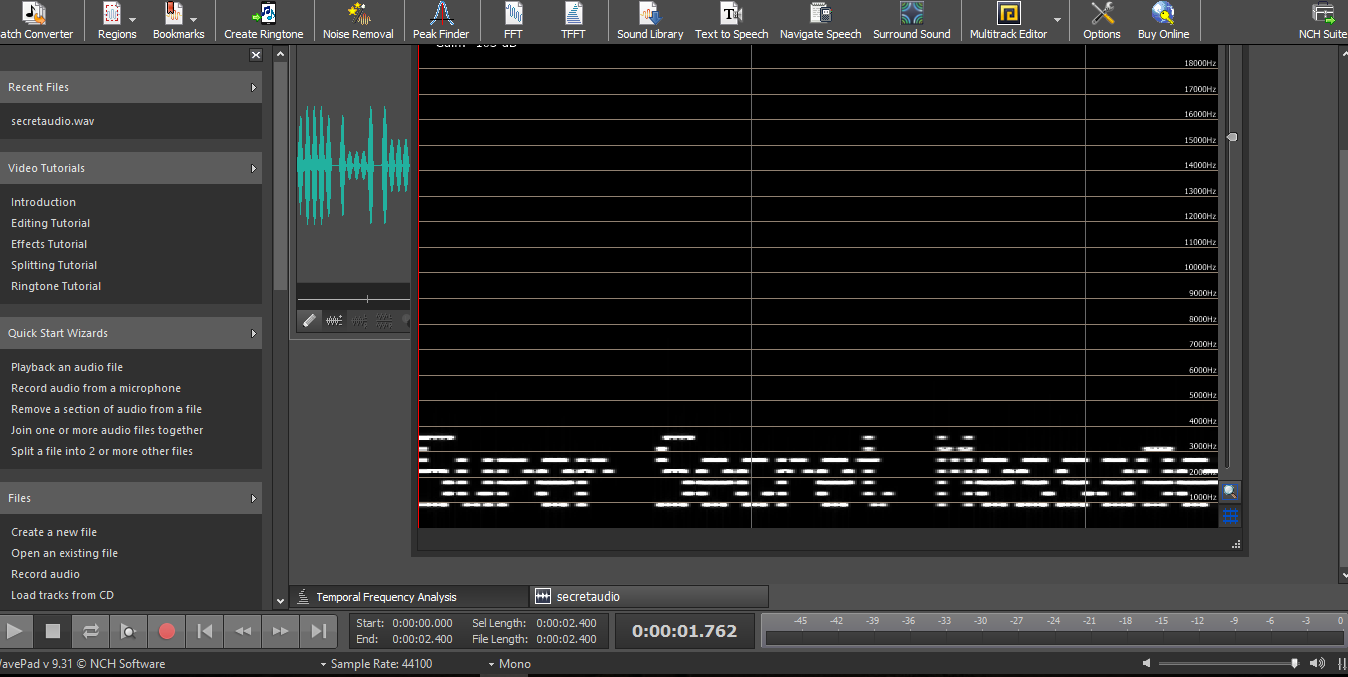 atch Converter
Regions
Bookmarks
Create Ringtone
Noise Removal
Peak Finder
FFT
TFFT
Sound Library
Text to Speech
Navigate Speech
Surround Sound
Multitrack Editor
Options
Buy Online
NCH Suite
Recent Files
secretaudio.wav
Video Tutorials
Introduction
Editing Tutorial
Effects Tutorial
Splitting Tutorial
Ringtone Tutorial
Quick Start Wizards
Playback an audio file
Record audio from a microphone
Remove a section of audio from a file
Join one or more audio files together
Split a file into 2 or more other files
Files
Create a new file
Open an existing file
Record audio
Load tracks from CD
18000Hz
17000Hz
16000Hz
15000Hz
14000Hz
13000Hz
12000Hz
11000Hz
10000Hz
9000Hz
8000Hz
7000Hz
6000Hz
5000Hz
4000Hz
3000Hz
2000Hz
1000Hz
Temporal Frequency Analysis
secretaudio
Start: 0:00:00.000 Sel Length: 0:00:02.400
End: 0:00:02.400 File Length: 0:00:02.400
0:00:01.762
-45 -42 -39 -36 -33 -30 -27 -24 -21 -18 -15 -12 -9 -6 -3 0
WavePad v 9.31 © NCH Software
Sample Rate: 44100
Mono